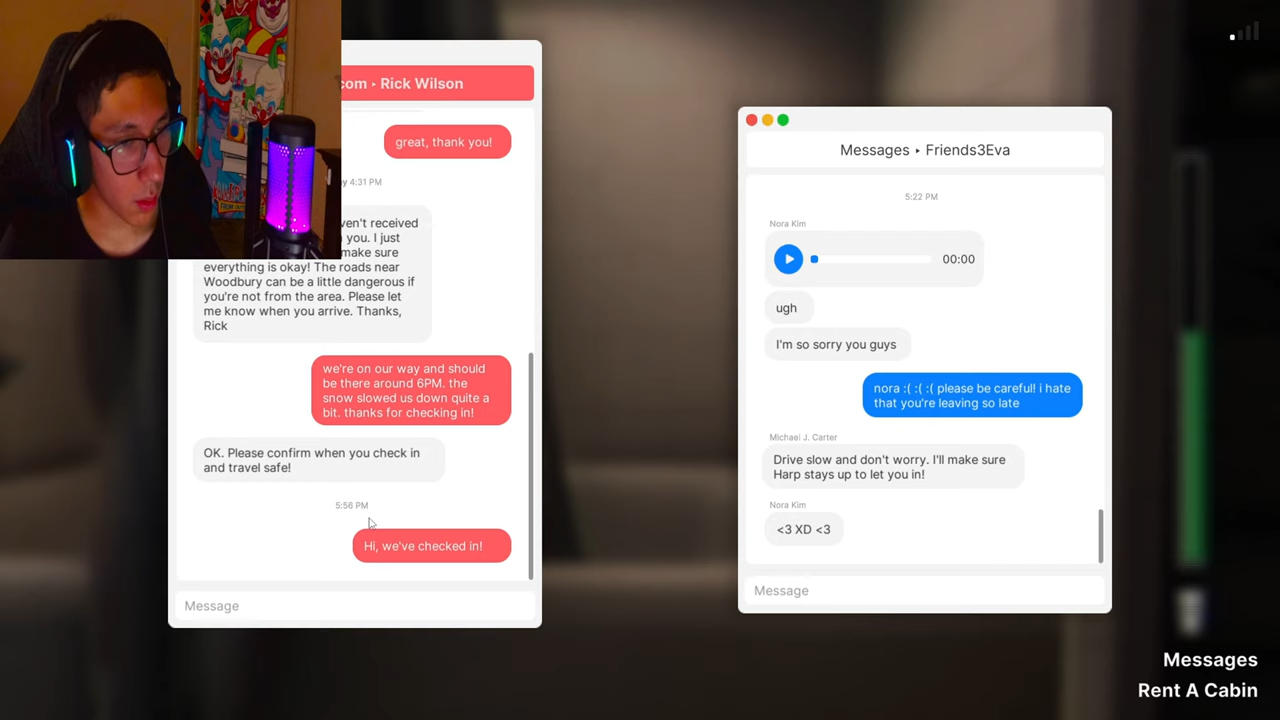 com ▸ Rick Wilson
great, thank you!
4:31 PM
received
you. I just
make sure
everything is okay! The roads near
Woodbury can be a little dangerous if
you're not from the area. Please let
me know when you arrive. Thanks,
Rick
we're on our way and should
be there around 6PM. the
snow slowed us down quite a
bit. thanks for checking in!
OK. Please confirm when you check in
and travel safe!
5:56 PM
Hi, we've checked in!
Message
Messages ▸ Friends3Eva
5:22 PM
Nora Kim
00:00
ugh
I'm so sorry you guys
nora :( :( :( please be careful! i hate
that you're leaving so late
Michael J. Carter
Drive slow and don't worry. I'll make sure
Harp stays up to let you in!
Nora Kim
<3 XD <3
Message
Messages
Rent A Cabin